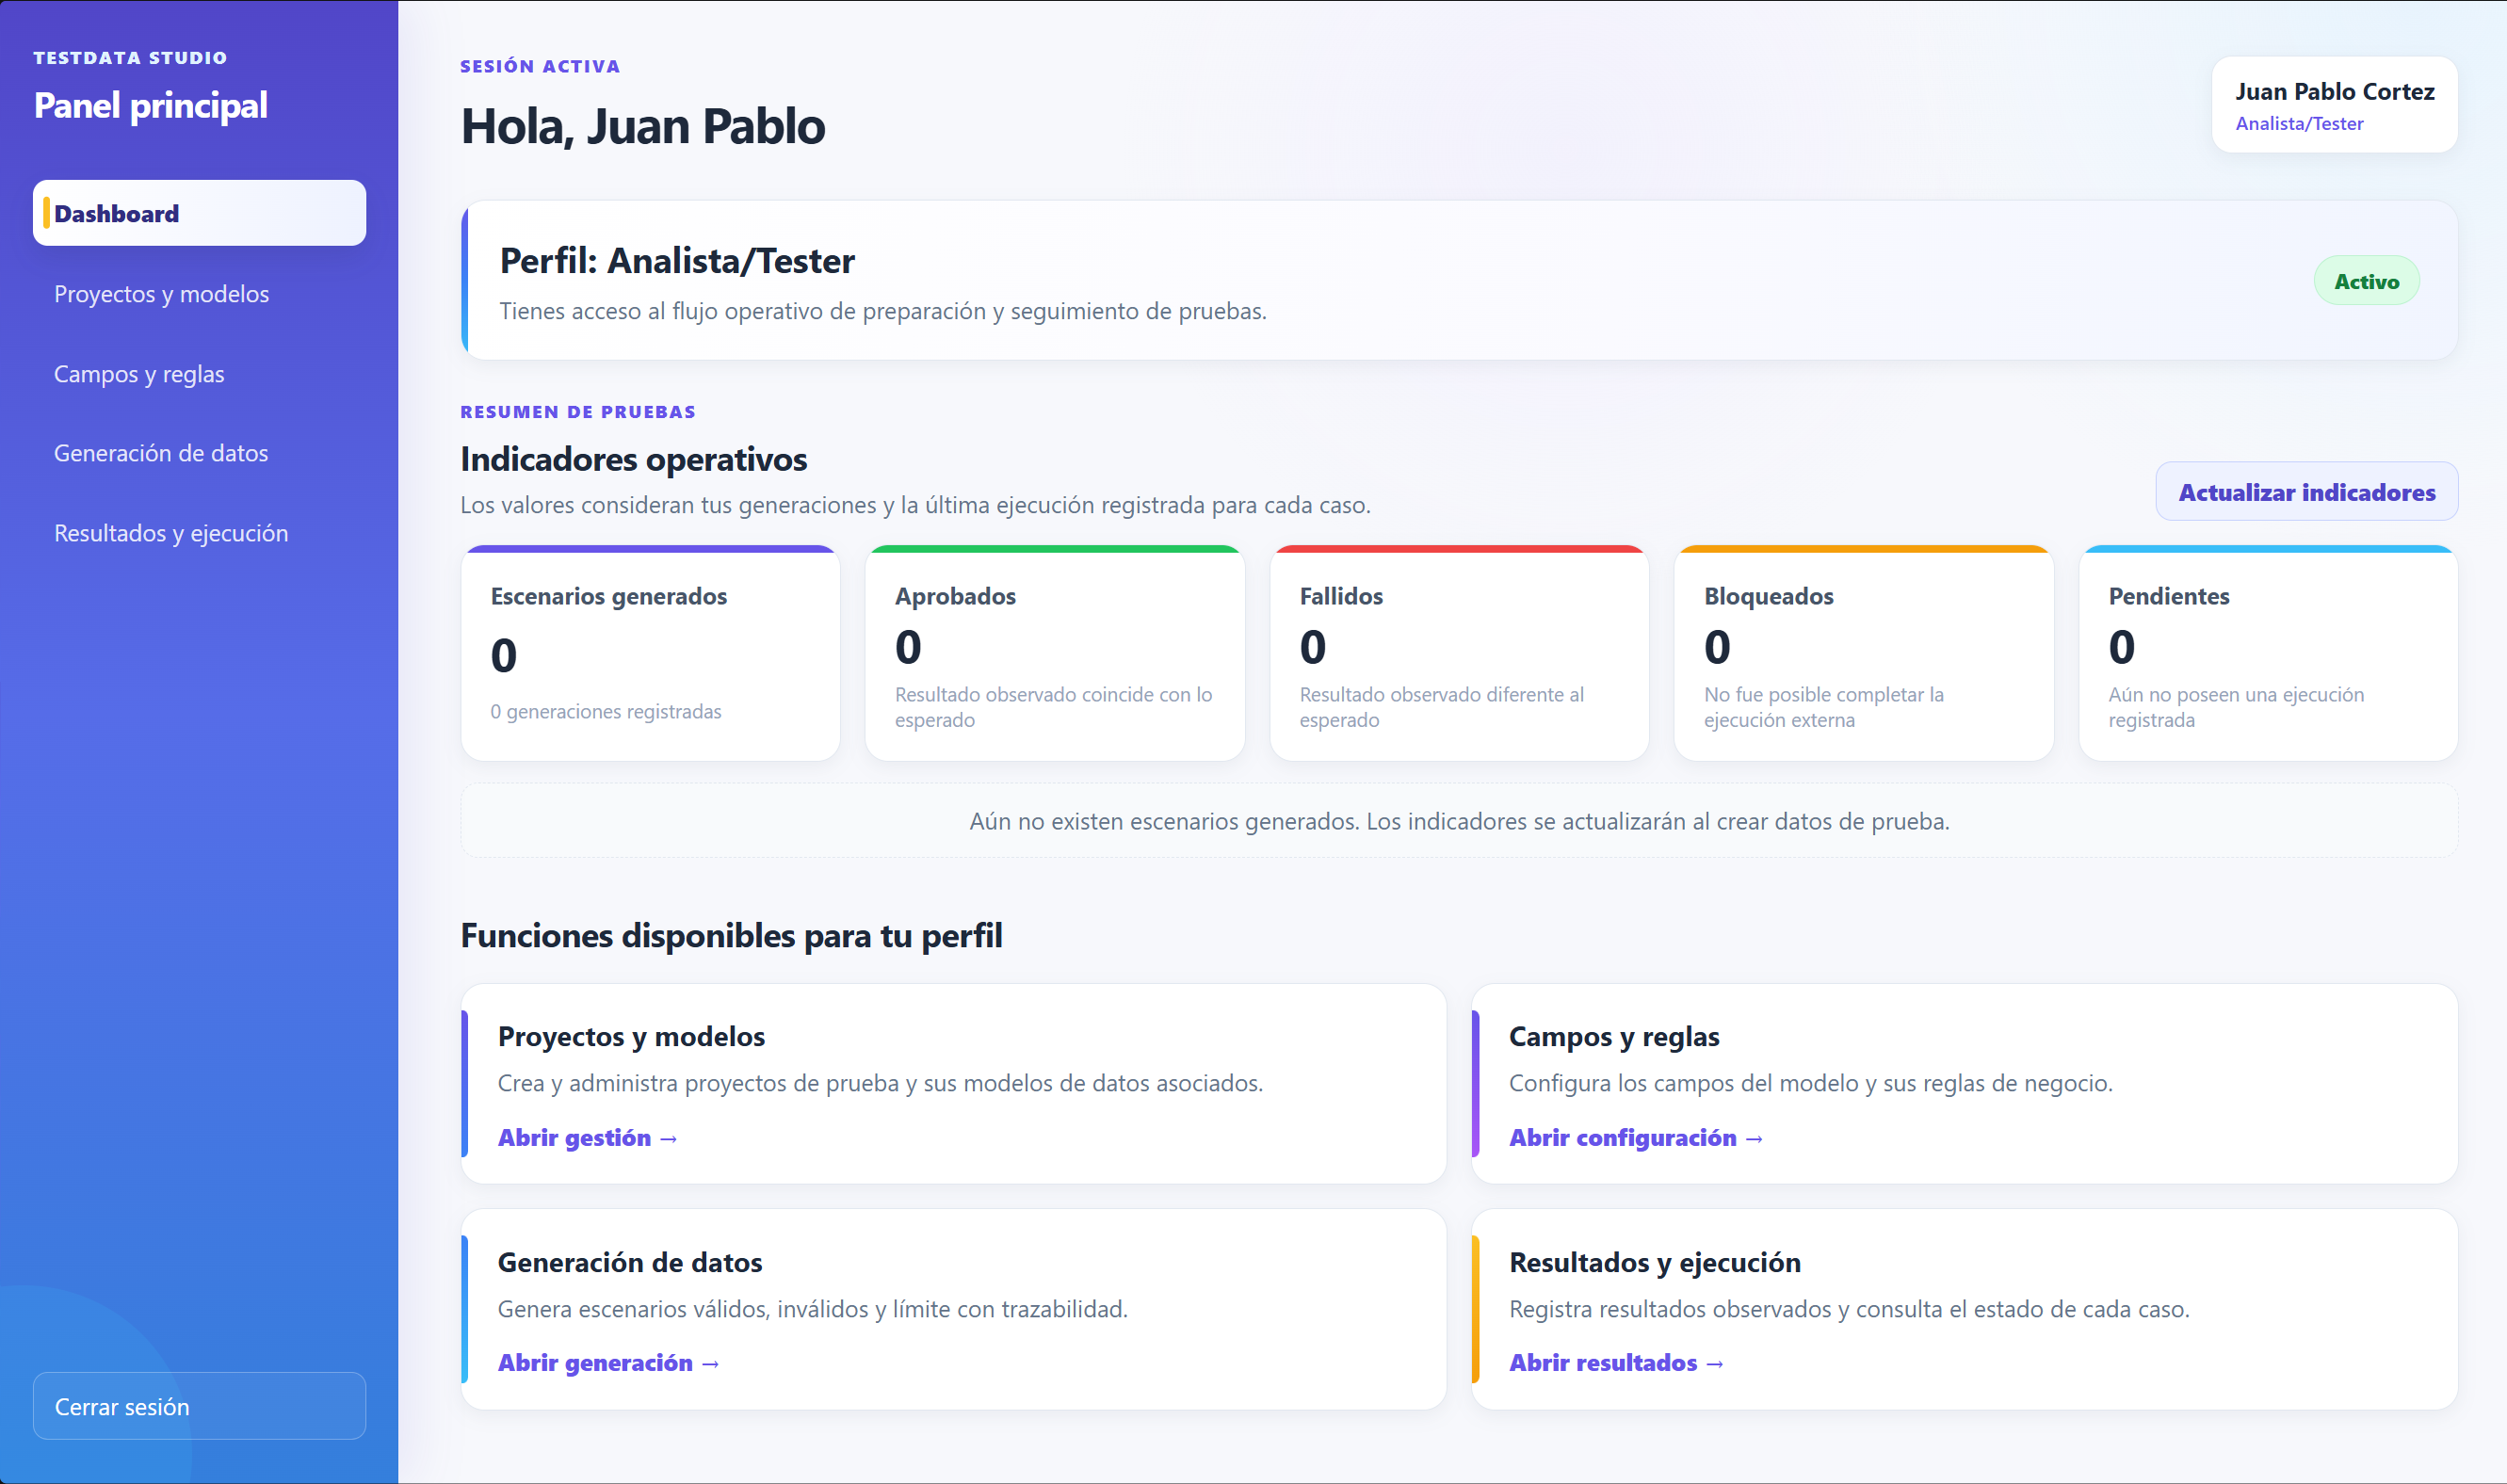 TESTDATA STUDIO
Panel principal
Dashboard
Proyectos y modelos
Campos y reglas
Generación de datos
Resultados y ejecución
Cerrar sesión
SESIÓN ACTIVA
Hola, Juan Pablo
Juan Pablo Cortez
Analista/Tester
Perfil: Analista/Tester
Tienes acceso al flujo operativo de preparación y seguimiento de pruebas.
Activo
RESUMEN DE PRUEBAS
Indicadores operativos
Los valores consideran tus generaciones y la última ejecución registrada para cada caso.
Actualizar indicadores
Escenarios generados
0
0 generaciones registradas
Aprobados
0
Resultado observado coincide con lo
esperado
Fallidos
0
Resultado observado diferente al
esperado
Bloqueados
0
No fue posible completar la
ejecución externa
Pendientes
0
Aún no poseen una ejecución
registrada
Aún no existen escenarios generados. Los indicadores se actualizarán al crear datos de prueba.
Funciones disponibles para tu perfil
Proyectos y modelos
Crea y administra proyectos de prueba y sus modelos de datos asociados.
Abrir gestión →
Campos y reglas
Configura los campos del modelo y sus reglas de negocio.
Abrir configuración →
Generación de datos
Genera escenarios válidos, inválidos y límite con trazabilidad.
Abrir generación →
Resultados y ejecución
Registra resultados observados y consulta el estado de cada caso.
Abrir resultados →